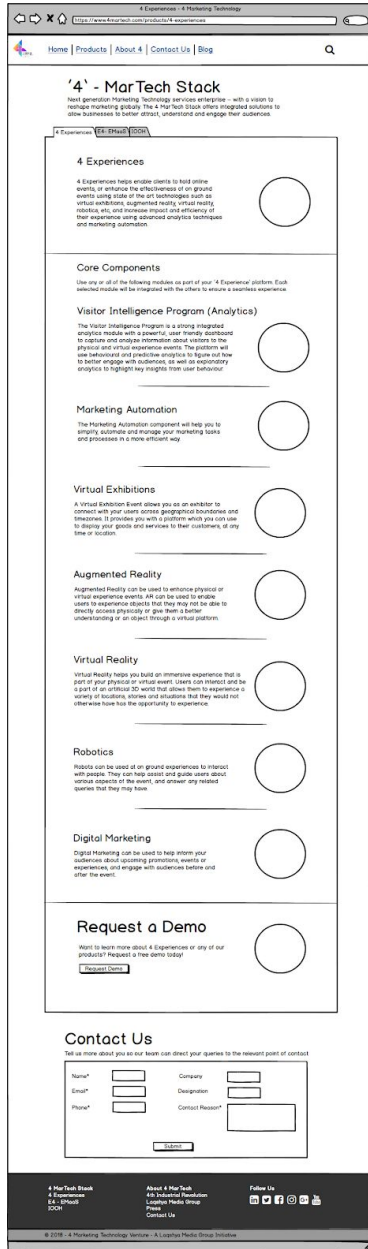 4 Experiences - 4 Marketing Technology
https://www.4martech.com/products/4-experiences
Home | Products | About 4 | Contact Us | Blog
'4' - MarTech Stack
Next generation Marketing Technology services enterprise – with a vision to
reshape marketing globally. The 4 MarTech Stack offers integrated solutions to
allow businesses to better attract, understand and engage their audiences.
4 Experiences E4- EMaaS IOOH
4 Experiences
4 Experiences helps enable clients to hold online
events, or enhance the effectiveness of on ground
events using state of the art technologies such as
virtual exhibitions, augmented reality, virtual reality,
robotics, etc, and increase impact and efficiency of
their experience using advanced analytics techniques
and marketing automation.
Core Components
Use any or all of the following modules as part of your '4 Experience' platform. Each
selected module will be integrated with the others to ensure a seamless experience.
Visitor Intelligence Program (Analytics)
The Visitor Intelligence Program is a strong integrated
analytics module with a powerful, user friendly dashboard
to capture and analyze information about visitors to the
physical and virtual experience events. The platform will
use behavioural and predictive analytics to figure out how
to better engage with audiences, as well as explanatory
analytics to highlight key insights from user behaviour.
Marketing Automation
The Marketing Automation component will help you to
simplify, automate and manage your marketing tasks
and processes in a more efficient way.
Virtual Exhibitions
A Virtual Exhibition Event allows you as an exhibitor to
connect with your users across geographical boundaries and
timezones. It provides you with a platform which you can use
to display your goods and services to their customers, at any
time or location.
Augmented Reality
Augmented Reality can be used to enhance physical or
virtual experience events. AR can be used to enable
users to experience objects that they may not be able to
directly access physically or give them a better
understanding or an object through a virtual platform.
Virtual Reality
Virtual Reality helps you build an immersive experience that is
part of your physical or virtual event. Users can interact and be
a part of an artificial 3D world that allows them to experience a
variety of locations, stories and situations that they would not
otherwise have has the opportunity to experience.
Robotics
Robots can be used at on ground experiences to interact
with people. They can help assist and guide users about
various aspects of the event, and answer any related
queries that they may have.
Digital Marketing
Digital Marketing can be used to help inform your
audiences about upcoming promotions, events or
experiences, and engage with audiences before and
after the event.
Request a Demo
Want to learn more about 4 Experiences or any of our
products? Request a free demo today!
Request Demo
Contact Us
Tell us more about you so our team can direct your queries to the relevant point of contact
Name* Company
Email* Designation
Phone* Contact Reason*
Submit
4 MarTech Stack
4 Experiences
E4 - EMaaS
IOOH
About 4 MarTech
4th Industrial Revolution
Laqshya Media Group
Press
Contact Us
Follow Us
© 2018 - 4 Marketing Technology Venture - A Laqshya Media Group Initiative